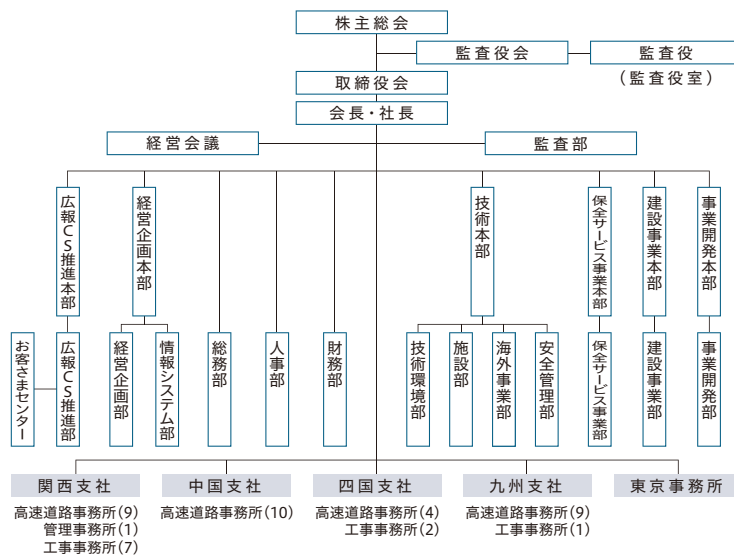 株主総会
監査役会
監査役
(監査役室)
取締役会
会長・社長
経営会議
監査部
広報CS推進本部
経営企画本部
技術本部
保全サービス事業本部
建設事業本部
事業開発本部
お客さまセンター
広報CS推進部
経営企画部
情報システム部
総務部
人事部
財務部
技術環境部
施設部
海外事業部
安全管理部
保全サービス事業部
建設事業部
事業開発部
関西支社
中国支社
四国支社
九州支社
東京事務所
高速道路事務所(9)
管理事務所(1)
工事事務所(7)
高速道路事務所(10)
高速道路事務所(4)
工事事務所(2)
高速道路事務所(9)
工事事務所(1)